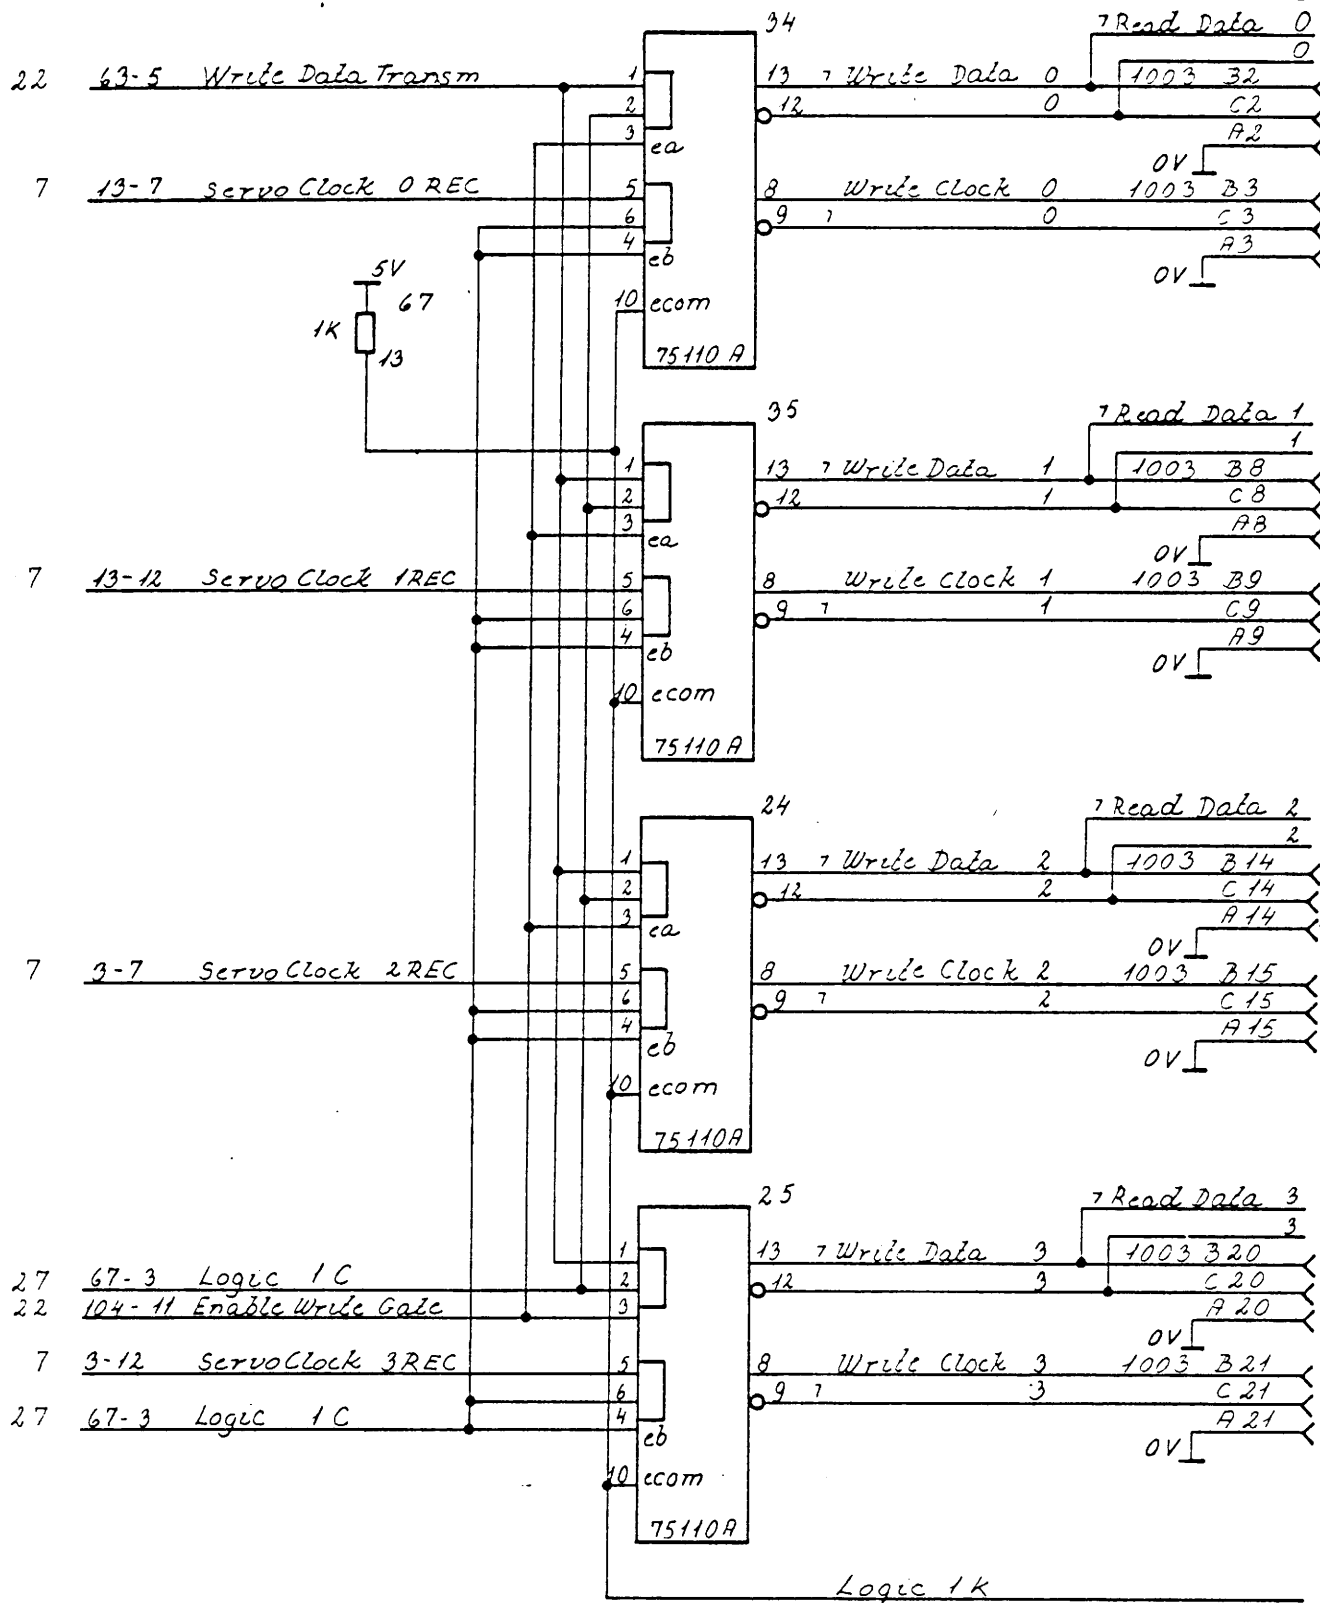 34
7 Read Data 0
0
22 63-5 Write Data Transm 1 13 7 Write Data 0 1003 B2
2 12 0 C2
3 ea A2
0V
7 13-7 Servo Clock 0 REC 5 8 Write Clock 0 1003 B3
6 9 7 0 C3
4 eb A3
5V 0V
67 10 ecom
1K
13 75110A
35 7 Read Data 1
1
1 13 7 Write Data 1 1003 B8
2 12 1 C8
3 ea A8
0V
7 13-12 Servo Clock 1 REC 5 8 Write Clock 1 1003 B9
6 9 7 1 C9
4 eb A9
0V
10 ecom
75110A
24 7 Read Data 2
2
1 13 7 Write Data 2 1003 B14
2 12 2 C14
3 ea A14
0V
7 3-7 Servo Clock 2 REC 5 8 Write Clock 2 1003 B15
6 9 7 2 C15
4 eb A15
0V
10 ecom
75110A
25 7 Read Data 3
3
1 13 7 Write Data 3 1003 B20
27 67-3 Logic 1C 2 12 3 C20
22 104-11 Enable Write Gate 3 A20
0V
7 3-12 Servo Clock 3 REC 5 8 Write Clock 3 1003 B21
6 9 7 3 C21
27 67-3 Logic 1C 4 eb A21
0V
10 ecom
75110A
Logic 1K